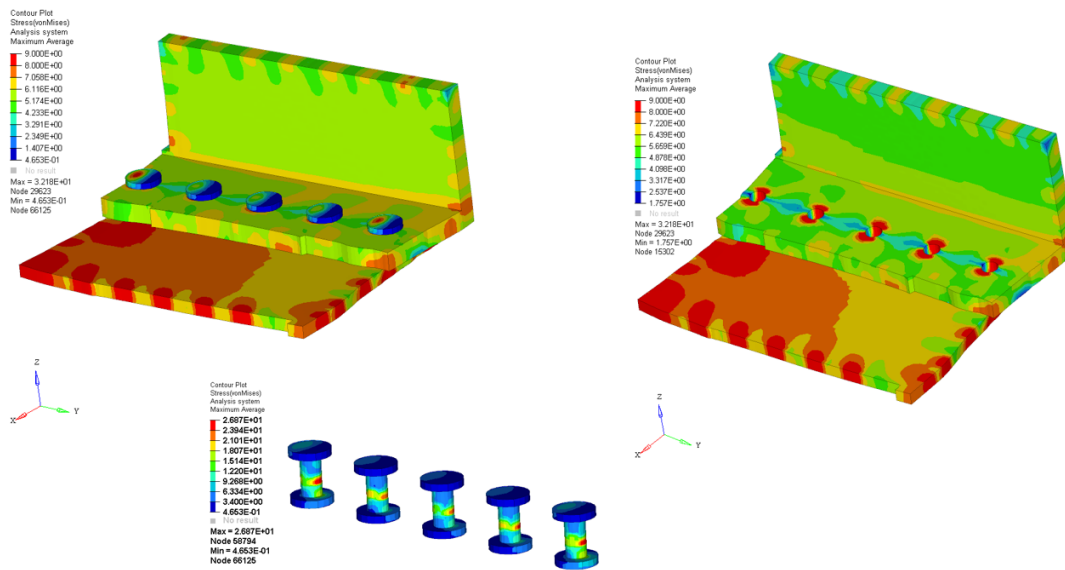 Contour Plot
Stress(vonMises)
Analysis system
Maximum Average
9.000E+00
8.000E+00
7.058E+00
6.116E+00
5.174E+00
4.233E+00
3.291E+00
2.349E+00
1.407E+00
4.653E-01
No result
Max = 3.218E+01
Node 29623
Min = 4.653E-01
Node 66125
Contour Plot
Stress(vonMises)
Analysis system
Maximum Average
9.000E+00
8.000E+00
7.220E+00
6.439E+00
5.659E+00
4.878E+00
4.098E+00
3.317E+00
2.537E+00
1.757E+00
No result
Max = 3.218E+01
Node 29623
Min = 1.757E+00
Node 15302
Z
X
Y
Z
X
Y
Contour Plot
Stress(vonMises)
Analysis system
Maximum Average
2.687E+01
2.394E+01
2.101E+01
1.807E+01
1.514E+01
1.220E+01
9.268E+00
6.334E+00
3.400E+00
4.653E-01
No result
Max = 2.687E+01
Node 58794
Min = 4.653E-01
Node 66125